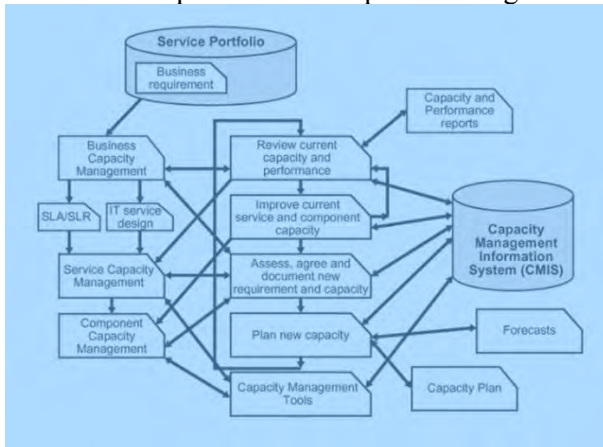 Service Portfolio
Business
requirement
Capacity and
Performance
reports
Business
Capacity
Management
Review current
capacity and
performance
SLA/SLR
IT service
design
Improve current
service and component
capacity
Capacity
Management
Information
System (CMIS)
Service Capacity
Management
Assess, agree and
document new
requirement and capacity
Component
Capacity
Management
Plan new capacity
Forecasts
Capacity Management
Tools
Capacity Plan